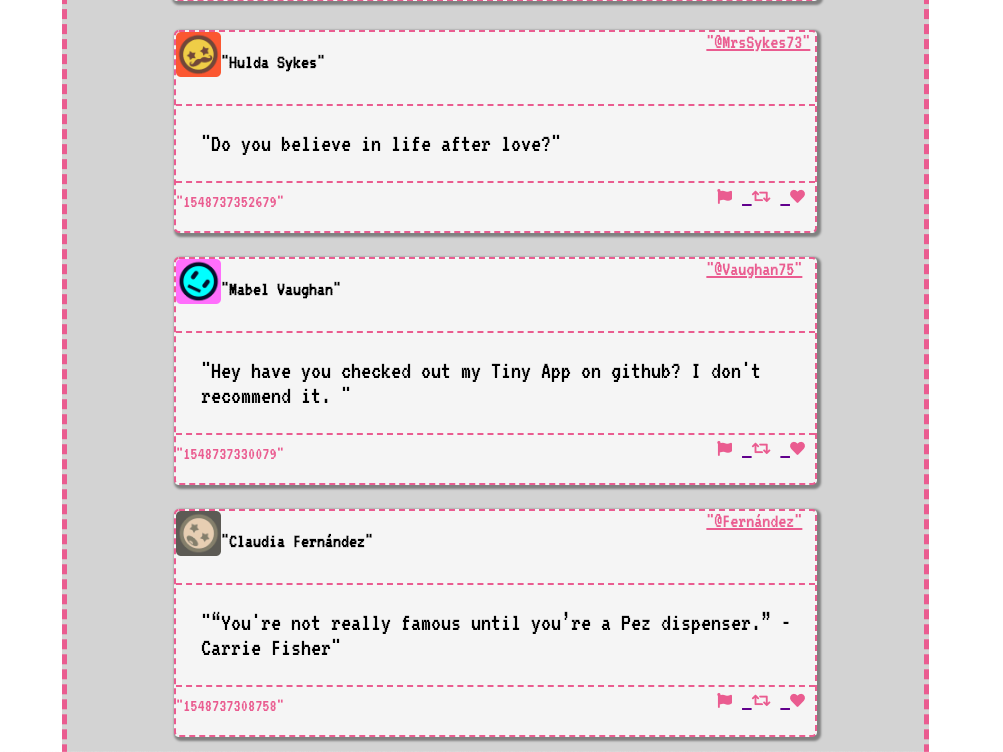 "@MrsSykes73"
"Hulda Sykes"
"Do you believe in life after love?"
"1548737352679"
"@Vaughan75"
"Mabel Vaughan"
"Hey have you checked out my Tiny App on github? I don't
recommend it. "
"1548737330079"
"@Fernández"
"Claudia Fernández"
"“You're not really famous until you’re a Pez dispenser.” -
Carrie Fisher"
"1548737308758"